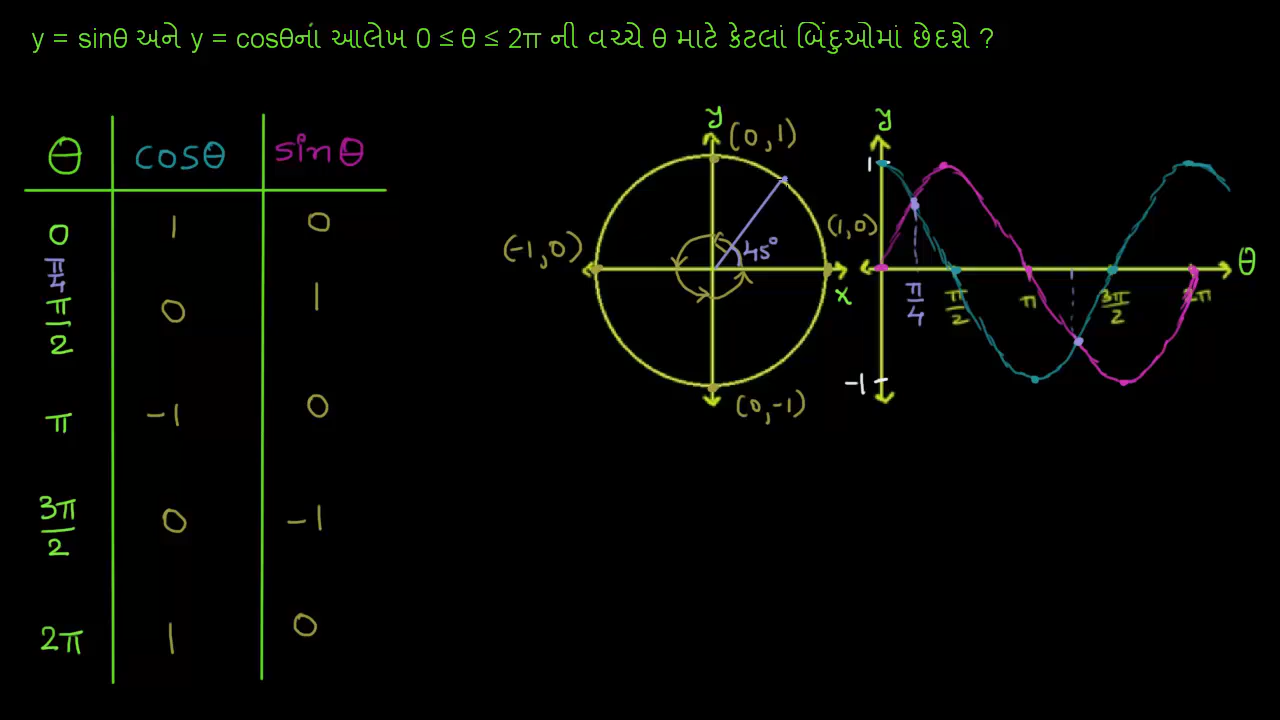 y = sinθ અને y = cosθનાં આલેખ 0 ≤ θ ≤ 2π ની વચ્ચે θ માટે કેટલાં બિંદુઓમાં છેદશે ?
θ cosθ sinθ
0 1 0
π/4
π/2 0 1
π -1 0
3π/2 0 -1
2π 1 0
y
(0,1)
(-1,0)
45°
(1,0)
x
(0,-1)
y
1
θ
π/4 π/2 π 3π/2 2π
-1